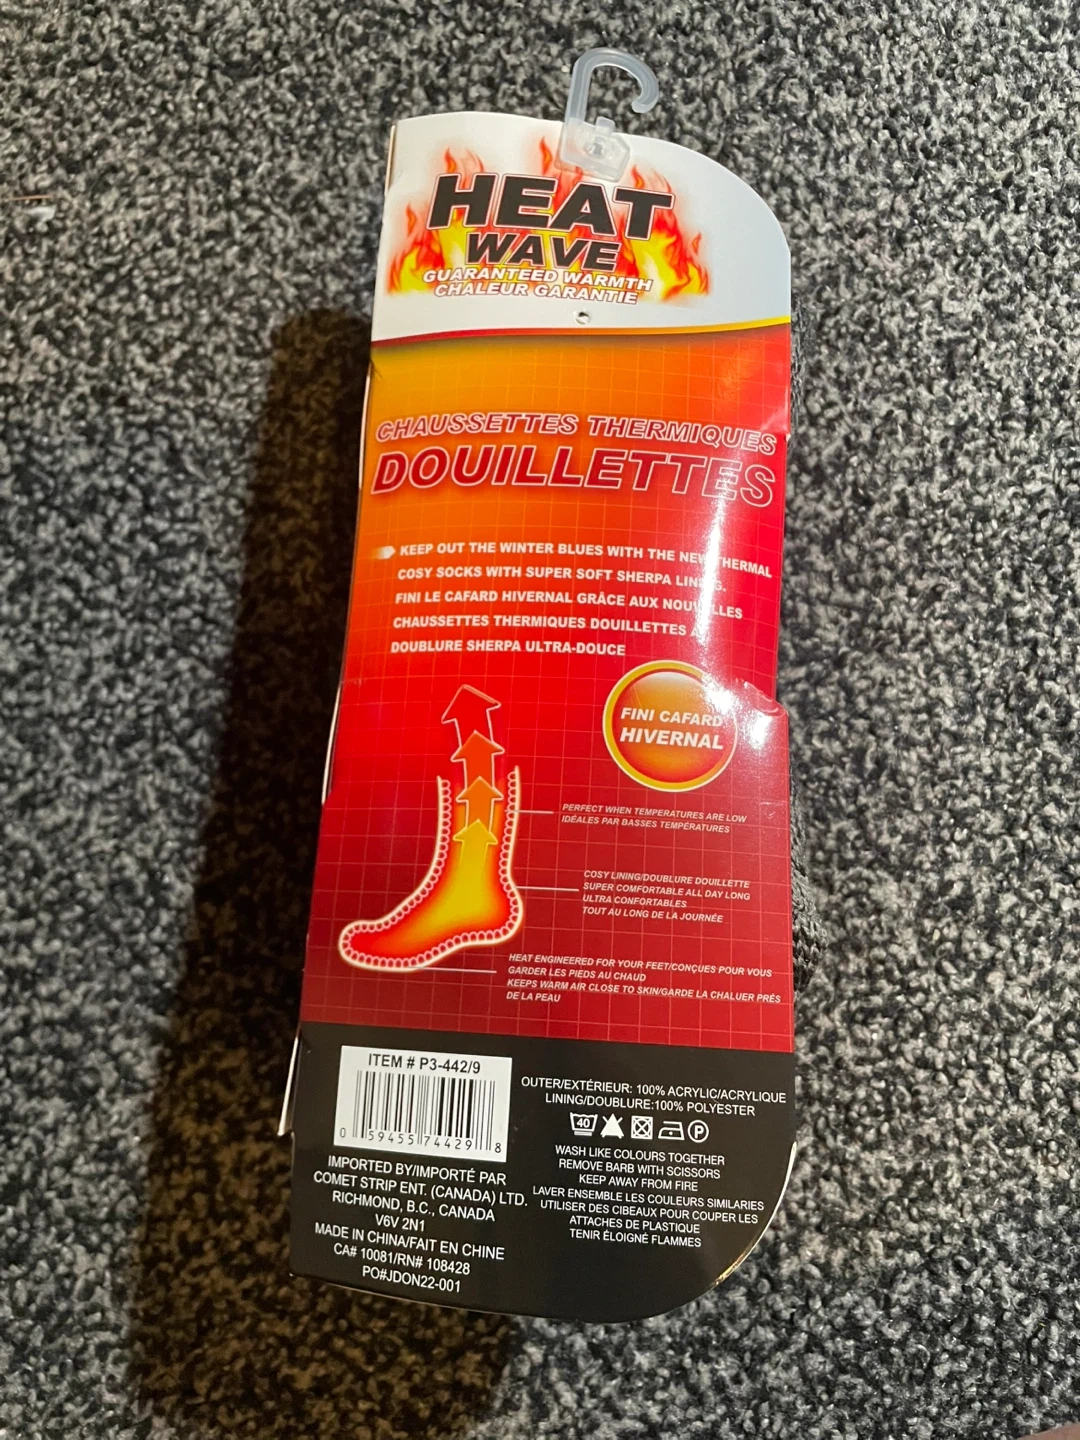 HEAT
WAVE
GUARANTEED WARMTH
CHALEUR GARANTIE
CHAUSSETTES THERMIQUES
DOUILLETTES
KEEP OUT THE WINTER BLUES WITH THE NEW THERMAL
COSY SOCKS WITH SUPER SOFT SHERPA LINING.
FINI LE CAFARD HIVERNAL GRÂCE AUX NOUVELLES
CHAUSSETTES THERMIQUES DOUILLETTES À
DOUBLURE SHERPA ULTRA-DOUCE
FINI CAFARD
HIVERNAL
PERFECT WHEN TEMPERATURES ARE LOW
IDÉALES PAR BASSES TEMPÉRATURES
COSY LINING/DOUBLURE DOUILLETTE
SUPER COMFORTABLE ALL DAY LONG
ULTRA CONFORTABLES
TOUT AU LONG DE LA JOURNÉE
HEAT ENGINEERED FOR YOUR FEET/CONÇUES POUR VOUS
GARDER LES PIEDS AU CHAUD
KEEPS WARM AIR CLOSE TO SKIN/GARDE LA CHALUER PRÉS
DE LA PEAU
ITEM # P3-442/9
0 59455 74429 8
IMPORTED BY/IMPORTÉ PAR
COMET STRIP ENT. (CANADA) LTD.
RICHMOND, B.C., CANADA
V6V 2N1
MADE IN CHINA/FAIT EN CHINE
CA# 10081/RN# 108428
PO#JDON22-001
OUTER/EXTÉRIEUR: 100% ACRYLIC/ACRYLIQUE
LINING/DOUBLURE:100% POLYESTER
40 P
WASH LIKE COLOURS TOGETHER
REMOVE BARB WITH SCISSORS
KEEP AWAY FROM FIRE
LAVER ENSEMBLE LES COULEURS SIMILARIES
UTILISER DES CIBEAUX POUR COUPER LES
ATTACHES DE PLASTIQUE
TENIR ÉLOIGNÉ FLAMMES